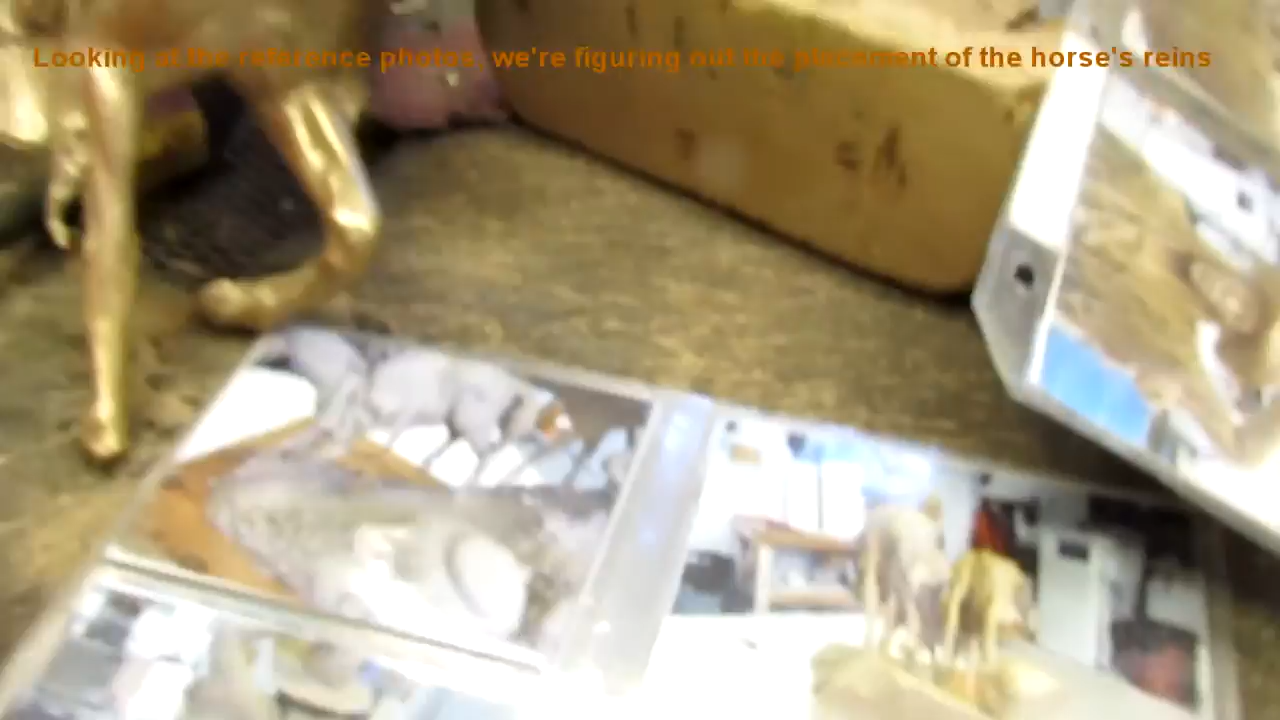 Looking at the reference photos, we're figuring out the placement of the horse's reins